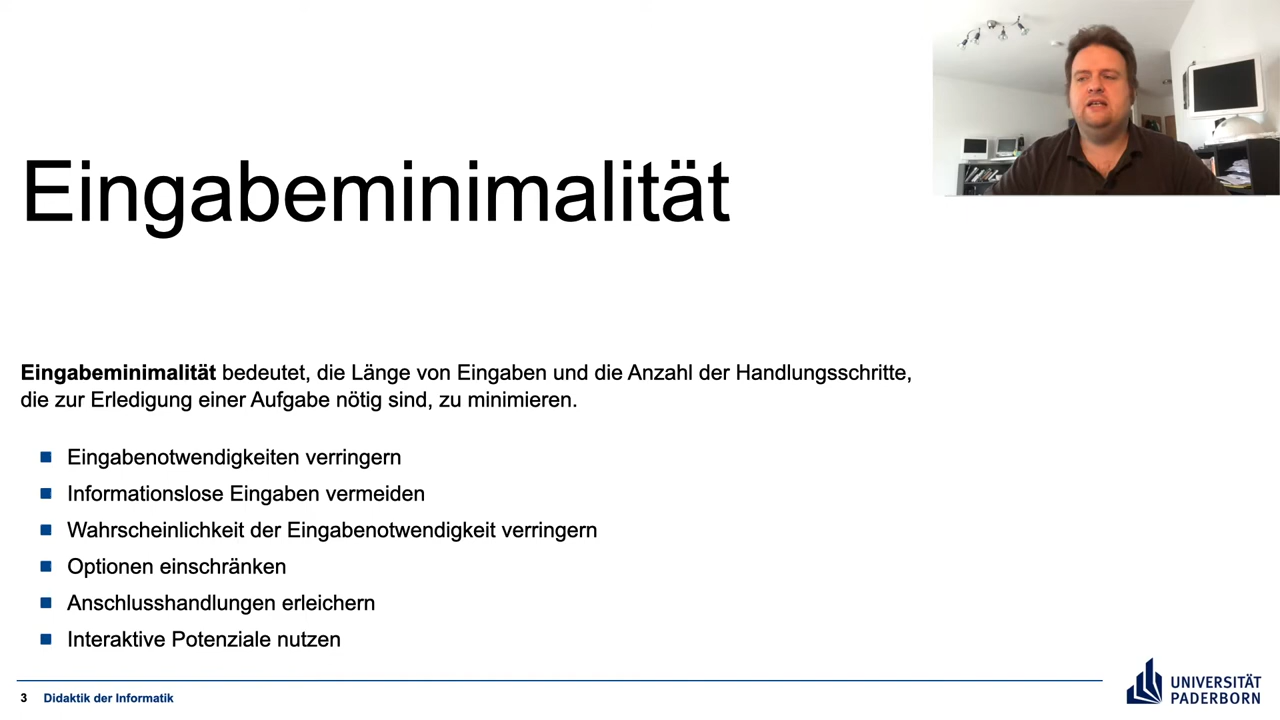 Eingabeminimalität
Eingabeminimalität bedeutet, die Länge von Eingaben und die Anzahl der Handlungsschritte,
die zur Erledigung einer Aufgabe nötig sind, zu minimieren.
Eingabenotwendigkeiten verringern
Informationslose Eingaben vermeiden
Wahrscheinlichkeit der Eingabenotwendigkeit verringern
Optionen einschränken
Anschlusshandlungen erleichern
Interaktive Potenziale nutzen
3 Didaktik der Informatik
UNIVERSITÄT
PADERBORN